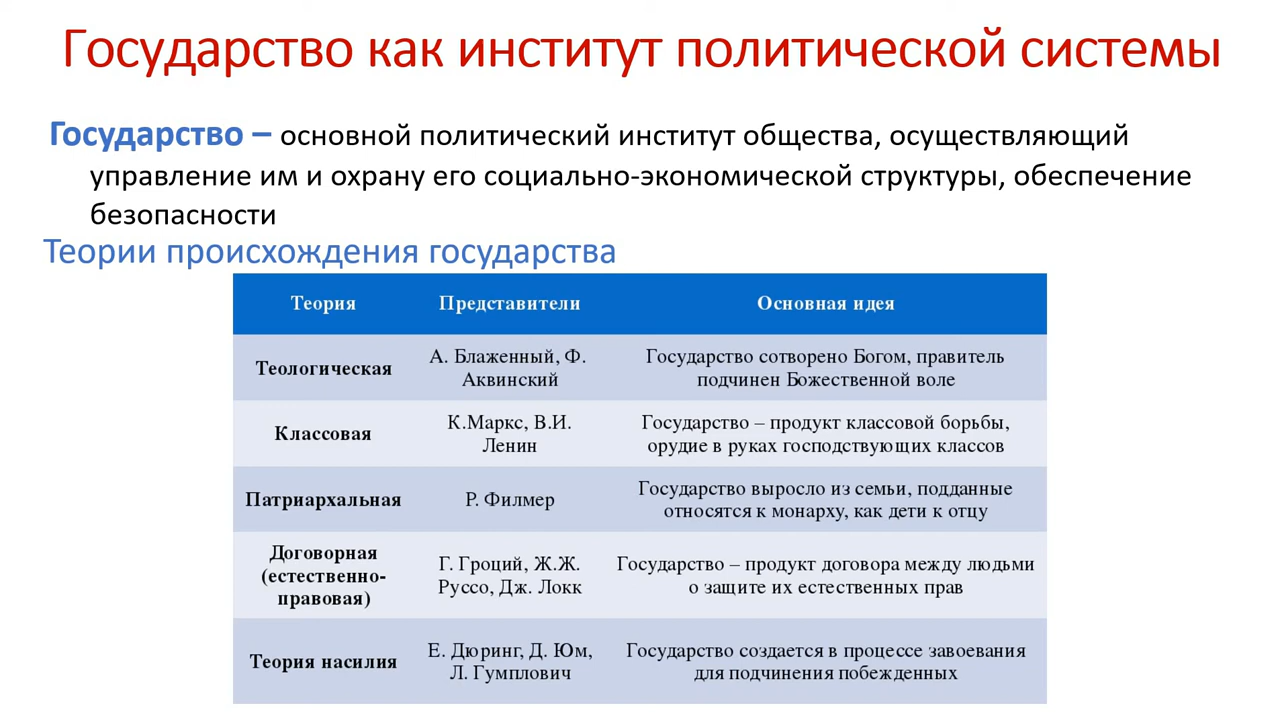 Государство как институт политической системы
Государство – основной политический институт общества, осуществляющий
управление им и охрану его социально-экономической структуры, обеспечение
безопасности
Теории происхождения государства
Теория Представители Основная идея
Теологическая
А. Блаженный, Ф.
Аквинский
Государство сотворено Богом, правитель
подчинен Божественной воле
Классовая
К.Маркс, В.И.
Ленин
Государство – продукт классовой борьбы,
орудие в руках господствующих классов
Патриархальная
Р. Филмер
Государство выросло из семьи, подданные
относятся к монарху, как дети к отцу
Договорная
(естественно-
правовая)
Г. Гроций, Ж.Ж.
Руссо, Дж. Локк
Государство – продукт договора между людьми
о защите их естественных прав
Теория насилия
Е. Дюринг, Д. Юм,
Л. Гумплович
Государство создается в процессе завоевания
для подчинения побежденных